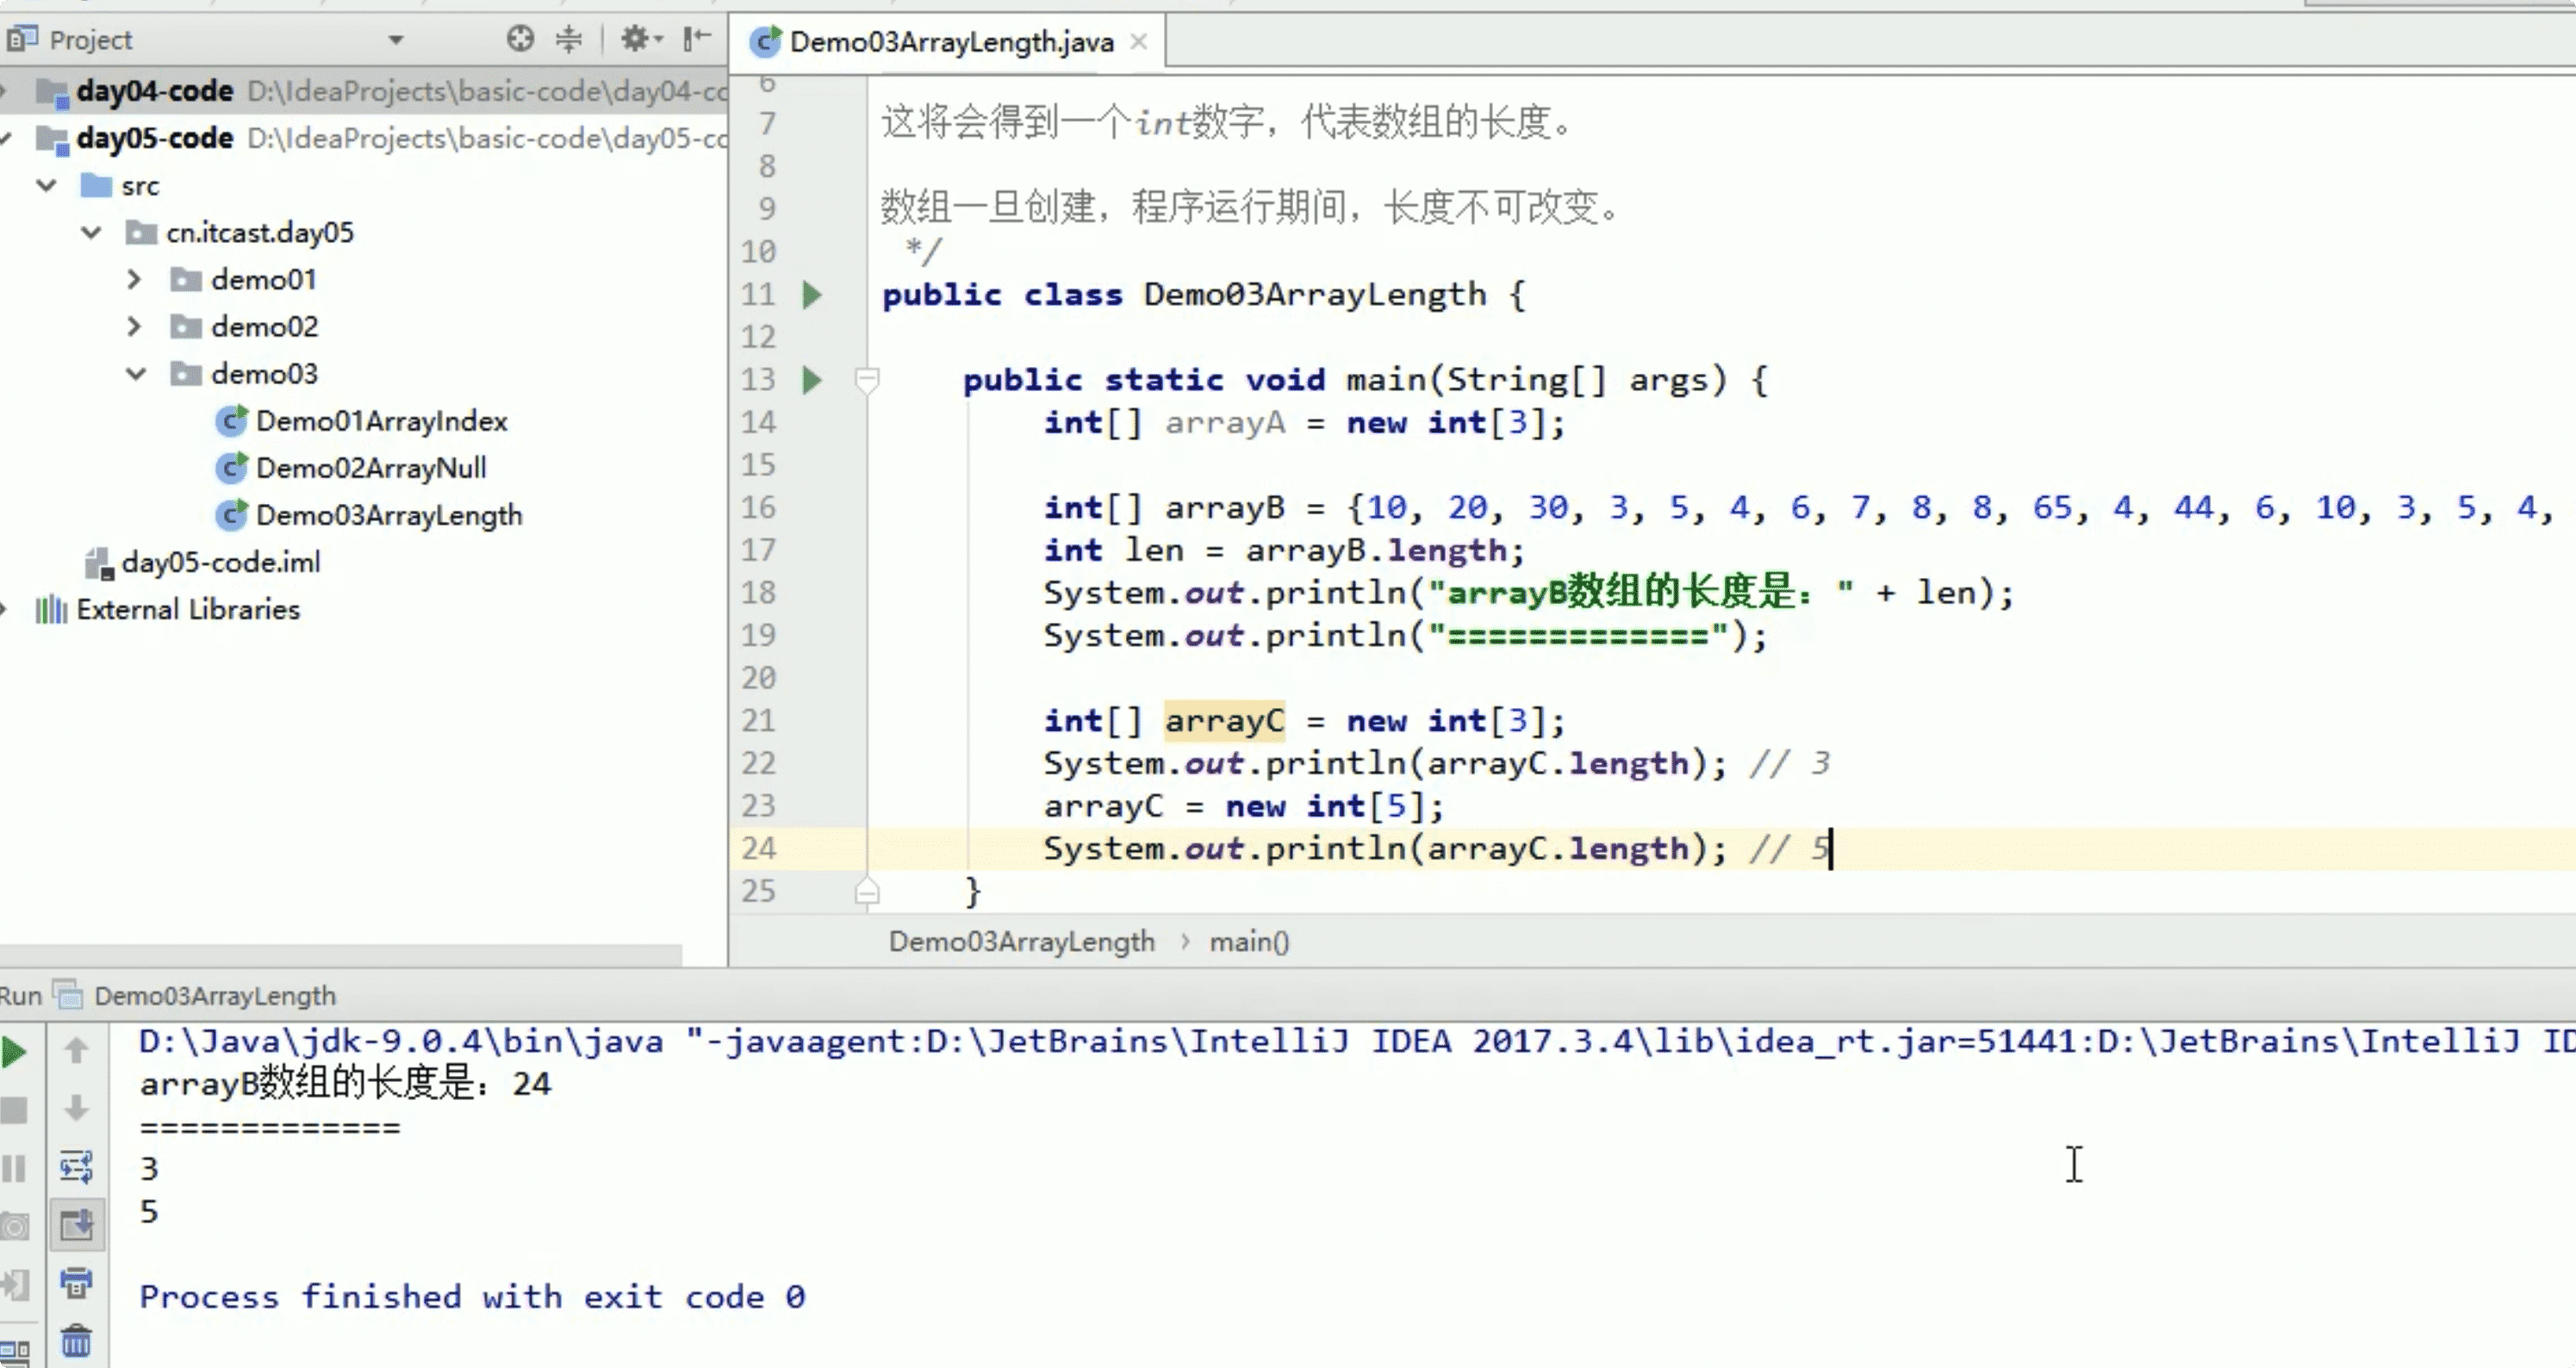 Project
Demo03ArrayLength.java
day04-code D:\IdeaProjects\basic-code\day04-co
day05-code D:\IdeaProjects\basic-code\day05-co
src
cn.itcast.day05
demo01
demo02
demo03
Demo01ArrayIndex
Demo02ArrayNull
Demo03ArrayLength
day05-code.iml
External Libraries
6
7 这将会得到一个int数字，代表数组的长度。
8
9 数组一旦创建，程序运行期间，长度不可改变。
10 */
11 public class Demo03ArrayLength {
12
13 public static void main(String[] args) {
14 int[] arrayA = new int[3];
15
16 int[] arrayB = {10, 20, 30, 3, 5, 4, 6, 7, 8, 8, 65, 4, 44, 6, 10, 3, 5, 4,
17 int len = arrayB.length;
18 System.out.println("arrayB数组的长度是：" + len);
19 System.out.println("=============");
20
21 int[] arrayC = new int[3];
22 System.out.println(arrayC.length); // 3
23 arrayC = new int[5];
24 System.out.println(arrayC.length); // 5
25 }
Demo03ArrayLength › main()
Run Demo03ArrayLength
D:\Java\jdk-9.0.4\bin\java "-javaagent:D:\JetBrains\IntelliJ IDEA 2017.3.4\lib\idea_rt.jar=51441:D:\JetBrains\IntelliJ ID
arrayB数组的长度是：24
=============
3
5
Process finished with exit code 0